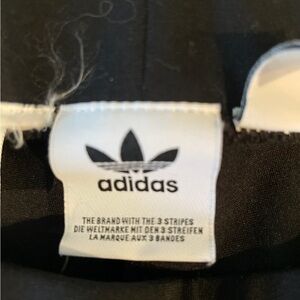 adidas
THE BRAND WITH THE 3 STRIPES
DIE WELTMARKE MIT DEN 3 STREIFEN
LA MARQUE AUX 3 BANDES